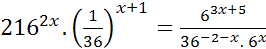 216^{2x} . (1/36)^{x+1} = 6^{3x+5} / (36^{-2-x} . 6^x)